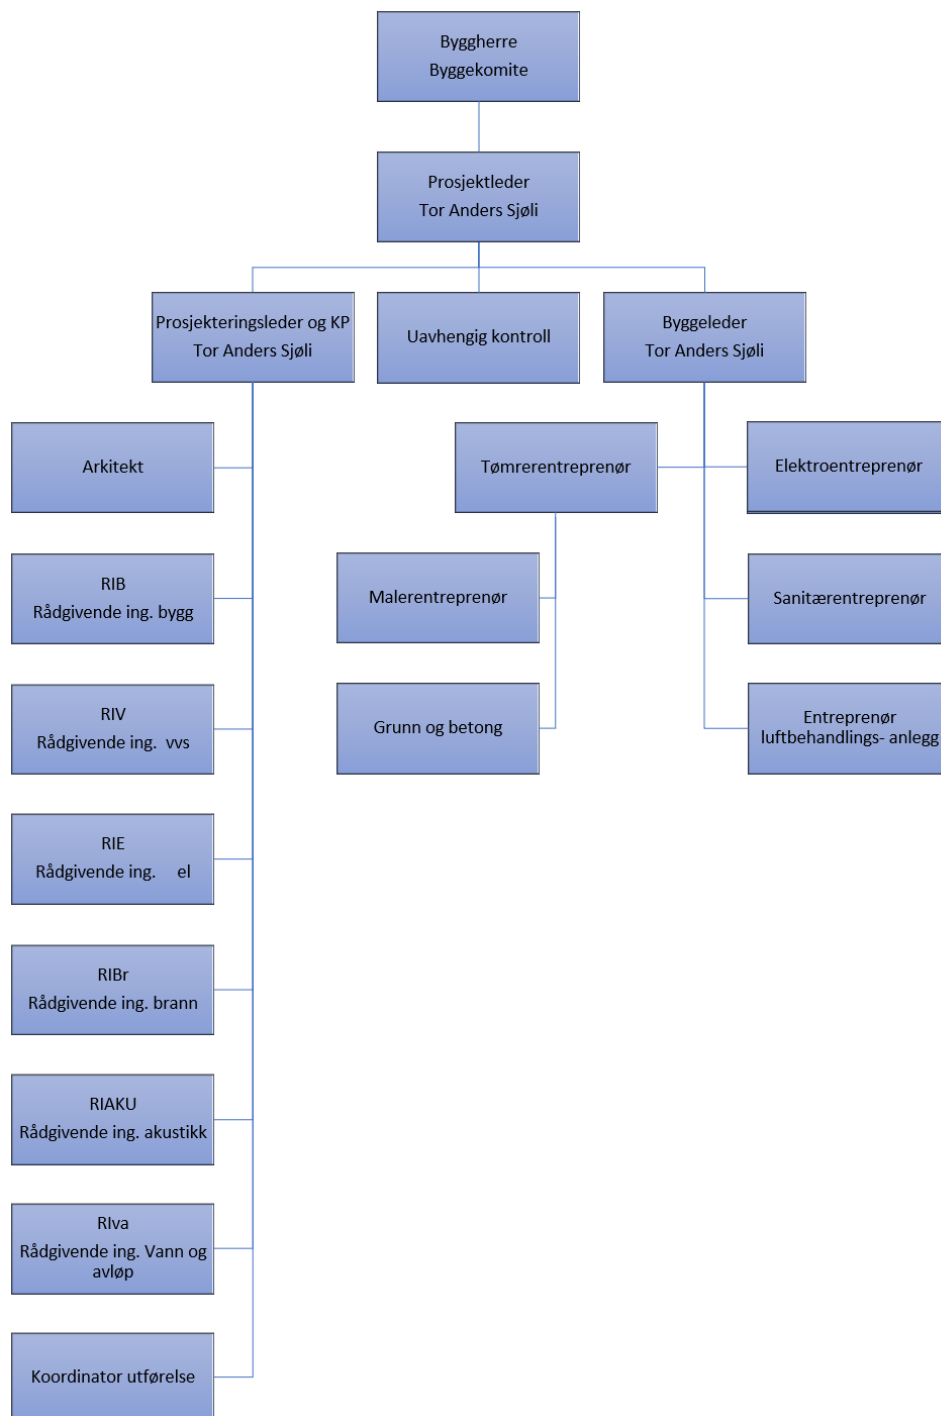 Byggherre
Byggekomite
Prosjektleder
Tor Anders Sjøli
Prosjekteringsleder og KP
Tor Anders Sjøli
Uavhengig kontroll
Byggeleder
Tor Anders Sjøli
Arkitekt
RIB
Rådgivende ing. bygg
RIV
Rådgivende ing. vvs
RIE
Rådgivende ing. el
RIBr
Rådgivende ing. brann
RIAKU
Rådgivende ing. akustikk
RIva
Rådgivende ing. Vann og
avløp
Koordinator utførelse
Tømrerentreprenør
Malerentreprenør
Grunn og betong
Elektroentreprenør
Sanitærentreprenør
Entreprenør
luftbehandlings- anlegg